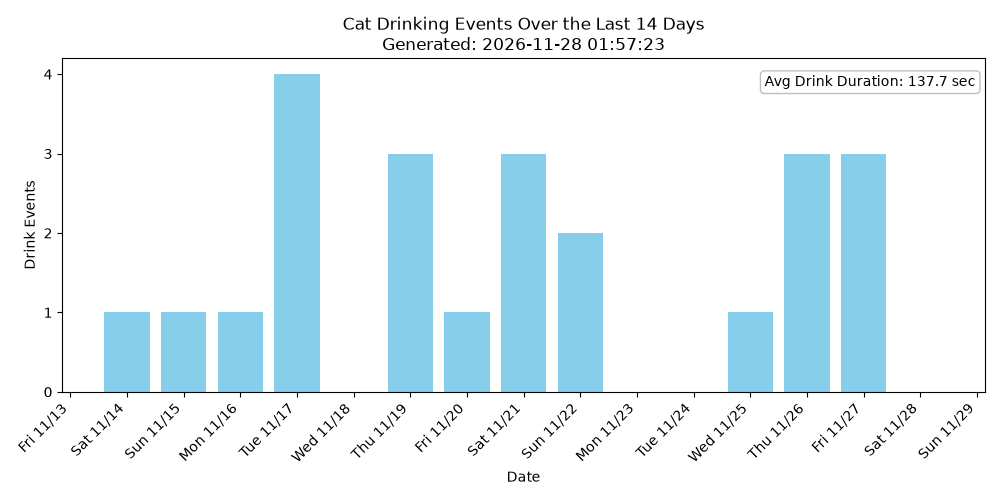 Cat Drinking Events Over the Last 14 Days
Generated: 2026-11-28 01:57:23
Avg Drink Duration: 137.7 sec
Drink Events
4
3
2
1
0
Fri 11/13
Sat 11/14
Sun 11/15
Mon 11/16
Tue 11/17
Wed 11/18
Thu 11/19
Fri 11/20
Sat 11/21
Sun 11/22
Mon 11/23
Tue 11/24
Wed 11/25
Thu 11/26
Fri 11/27
Sat 11/28
Sun 11/29
Date